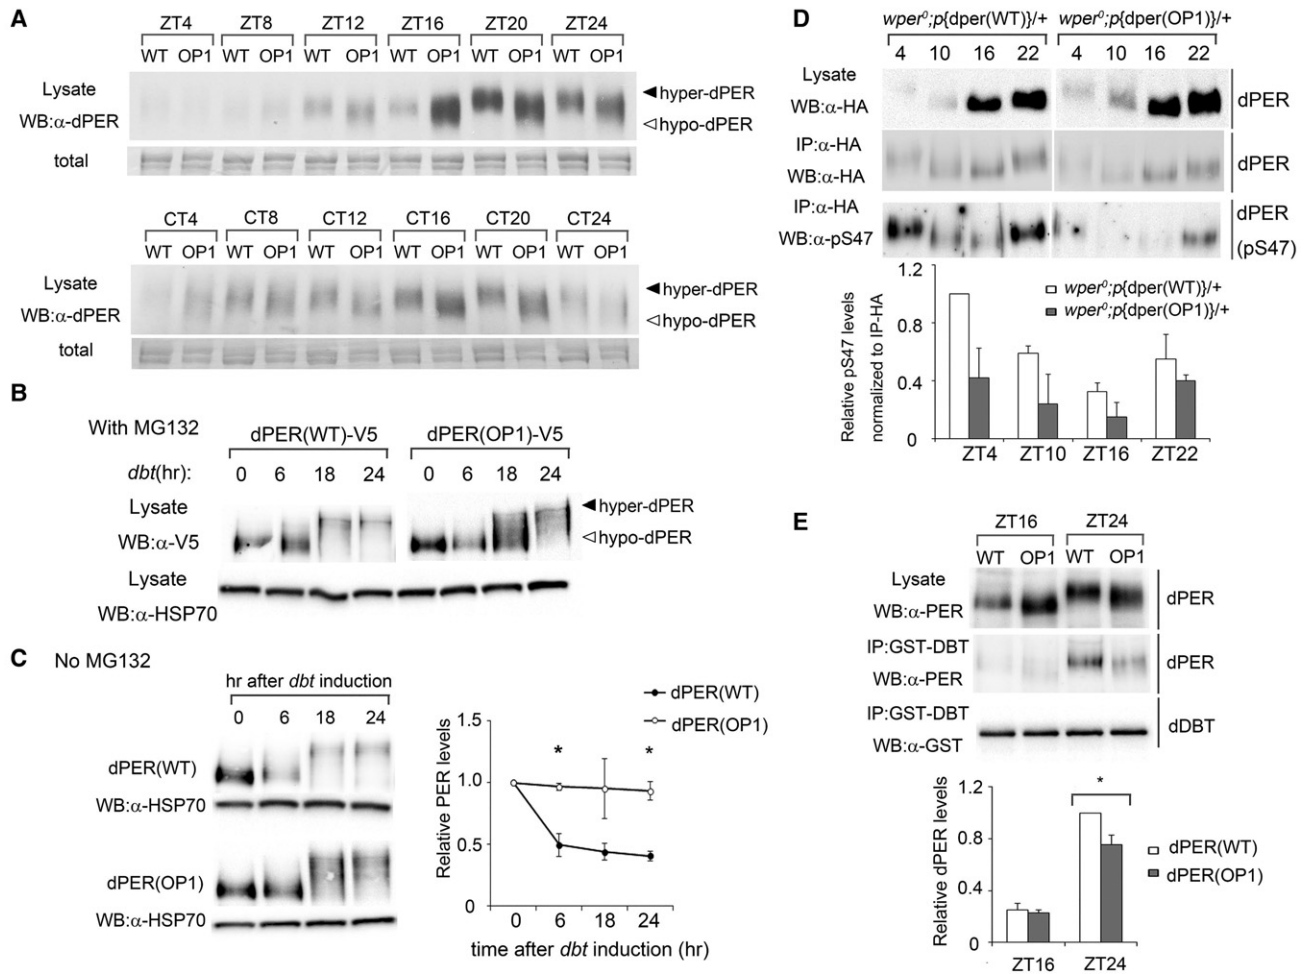 A
ZT4 ZT8 ZT12 ZT16 ZT20 ZT24
WT OP1 WT OP1 WT OP1 WT OP1 WT OP1 WT OP1
Lysate
WB:α-dPER
hyper-dPER
hypo-dPER
total
CT4 CT8 CT12 CT16 CT20 CT24
WT OP1 WT OP1 WT OP1 WT OP1 WT OP1 WT OP1
Lysate
WB:α-dPER
hyper-dPER
hypo-dPER
total
B
With MG132
dPER(WT)-V5 dPER(OP1)-V5
dbt(hr): 0 6 18 24 0 6 18 24
Lysate
WB:α-V5
hyper-dPER
hypo-dPER
Lysate
WB:α-HSP70
C
No MG132
hr after dbt induction
0 6 18 24
dPER(WT)
WB:α-HSP70
dPER(OP1)
WB:α-HSP70
dPER(WT)
dPER(OP1)
Relative PER levels
1.5
1.0
0.5
0
* *
0 6 18 24
time after dbt induction (hr)
D
wper⁰;p{dper(WT)}/+ wper⁰;p{dper(OP1)}/+
4 10 16 22 4 10 16 22
Lysate
WB:α-HA
dPER
IP:α-HA
WB:α-HA
dPER
IP:α-HA
WB:α-pS47
dPER
(pS47)
Relative pS47 levels
normalized to IP-HA
1.2
0.8
0.4
0
wper⁰;p{dper(WT)}/+
wper⁰;p{dper(OP1)}/+
ZT4 ZT10 ZT16 ZT22
E
ZT16 ZT24
WT OP1 WT OP1
Lysate
WB:α-PER
dPER
IP:GST-DBT
WB:α-PER
dPER
IP:GST-DBT
WB:α-GST
dDBT
Relative dPER levels
1.2
0.8
0.4
0
*
dPER(WT)
dPER(OP1)
ZT16 ZT24